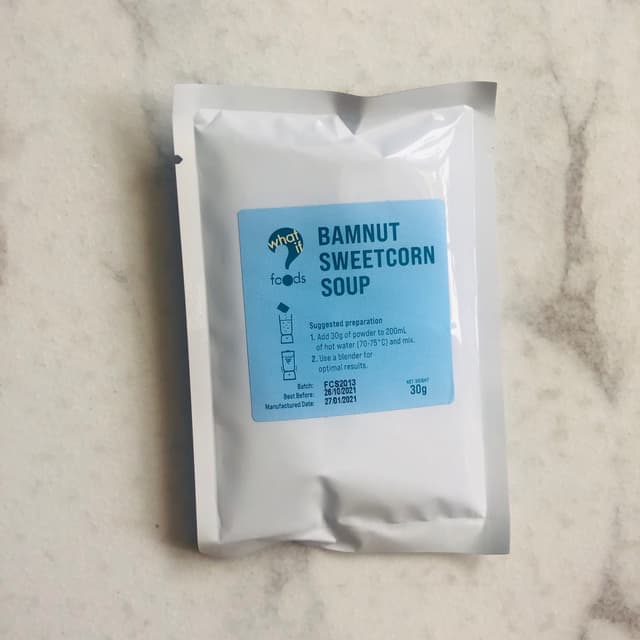 what
if
foods
BAMNUT
SWEETCORN
SOUP
Suggested preparation
1. Add 30g of powder to 200mL
of hot water (70-75°C) and mix.
2. Use a blender for
optimal results.
Batch: FCS2013
Best Before: 26/10/2021
Manufactured Date: 27/01/2021
NET WEIGHT
30g